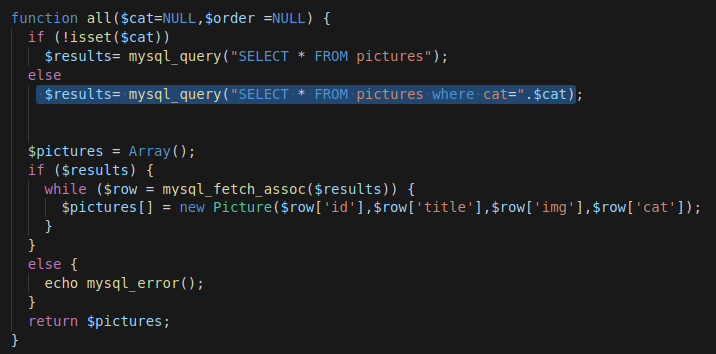 function all($cat=NULL,$order =NULL) {
if (!isset($cat))
$results= mysql_query("SELECT * FROM pictures");
else
$results= mysql_query("SELECT * FROM pictures where cat=".$cat);
$pictures = Array();
if ($results) {
while ($row = mysql_fetch_assoc($results)) {
$pictures[] = new Picture($row['id'],$row['title'],$row['img'],$row['cat']);
}
}
else {
echo mysql_error();
}
return $pictures;
}